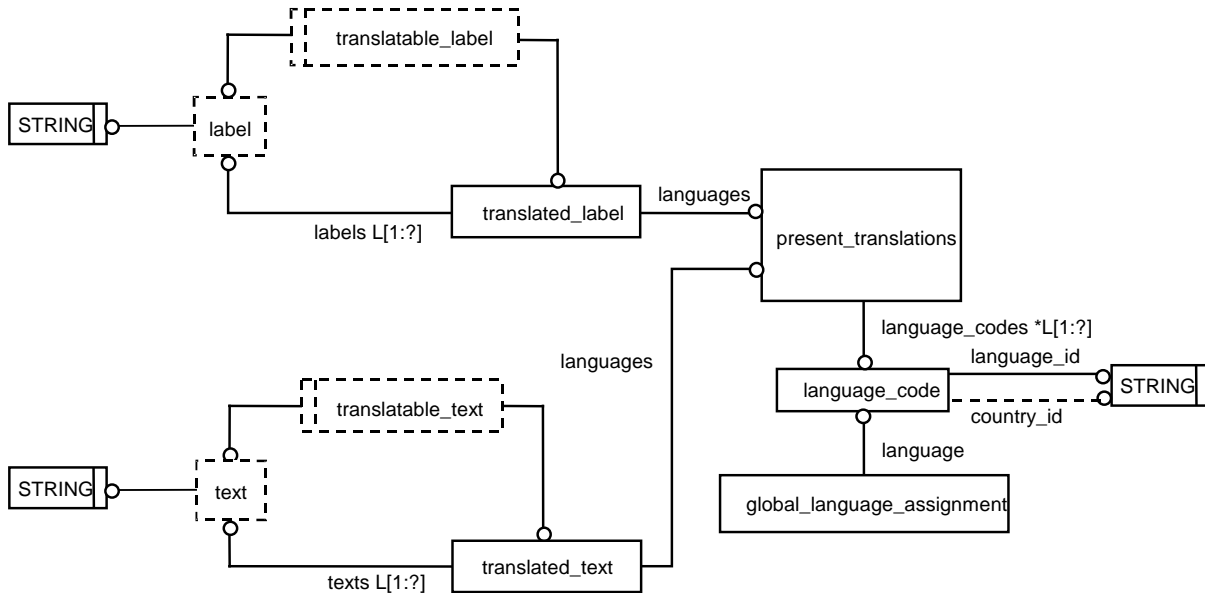 translatable_label
STRING
label
translated_label
languages
labels L[1:?]
present_translations
language_codes *L[1:?]
languages
language_id
language_code
STRING
country_id
translatable_text
language
STRING
text
global_language_assignment
translated_text
texts L[1:?]